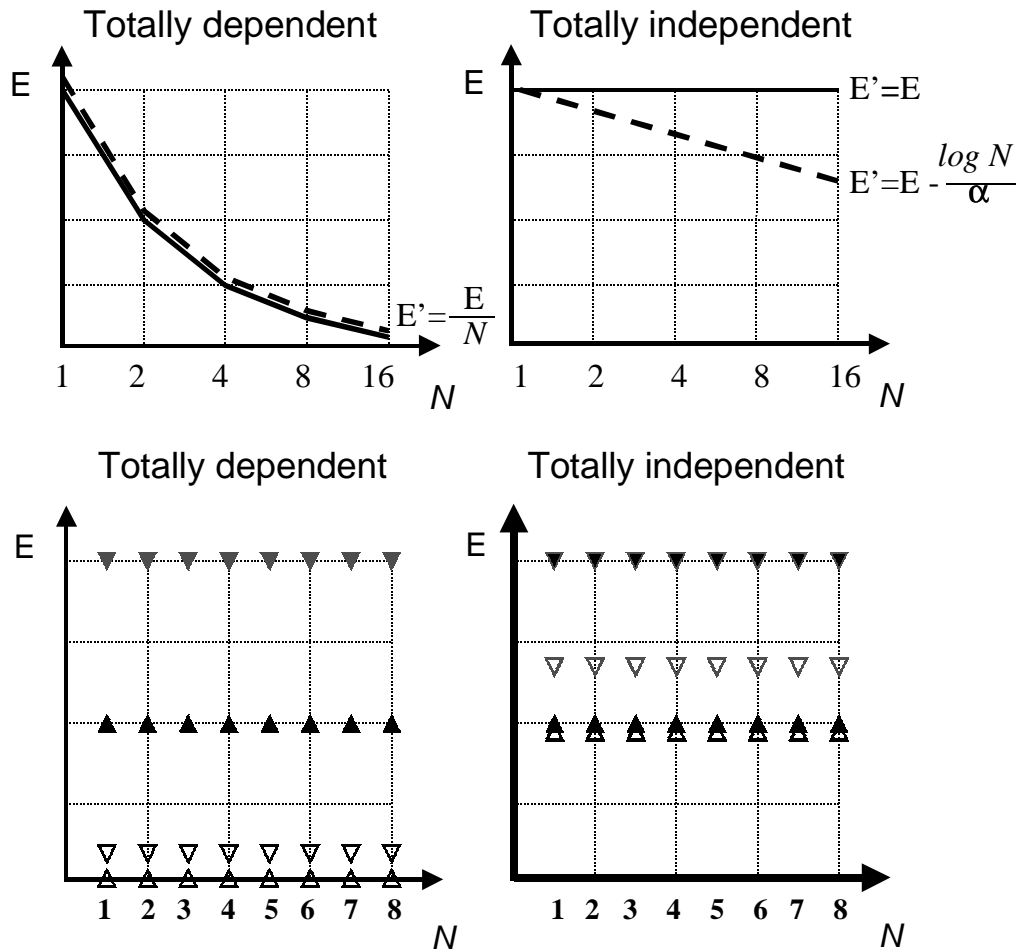 Totally dependent
E
E’=E/N
1 2 4 8 16
N
Totally independent
E
E’=E
E’=E - log N/α
1 2 4 8 16
N
Totally dependent
E
1 2 3 4 5 6 7 8
N
Totally independent
E
1 2 3 4 5 6 7 8
N